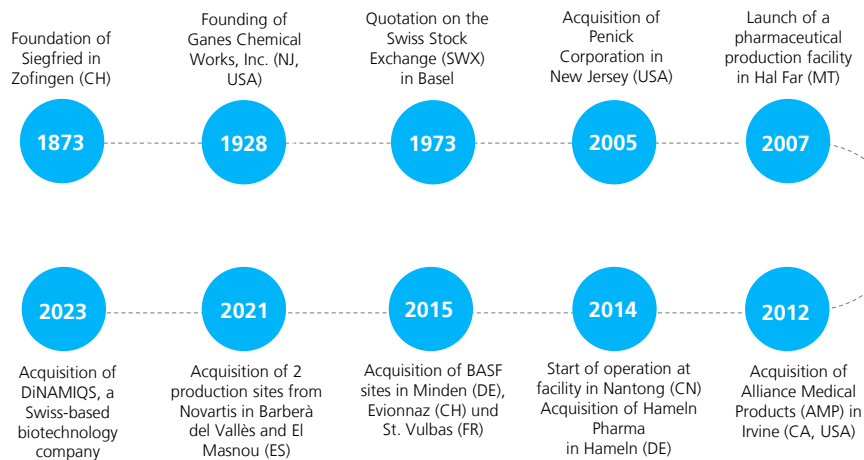 Foundation of
Siegfried in
Zofingen (CH)
1873
Founding of
Ganes Chemical
Works, Inc. (NJ,
USA)
1928
Quotation on the
Swiss Stock
Exchange (SWX)
in Basel
1973
Acquisition of
Penick
Corporation in
New Jersey (USA)
2005
Launch of a
pharmaceutical
production facility
in Hal Far (MT)
2007
2012
Acquisition of
Alliance Medical
Products (AMP) in
Irvine (CA, USA)
2014
Start of operation at
facility in Nantong (CN)
Acquisition of Hameln
Pharma
in Hameln (DE)
2015
Acquisition of BASF
sites in Minden (DE),
Evionnaz (CH) und
St. Vulbas (FR)
2021
Acquisition of 2
production sites from
Novartis in Barberà
del Vallès and El
Masnou (ES)
2023
Acquisition of
DiNAMIQS, a
Swiss-based
biotechnology
company